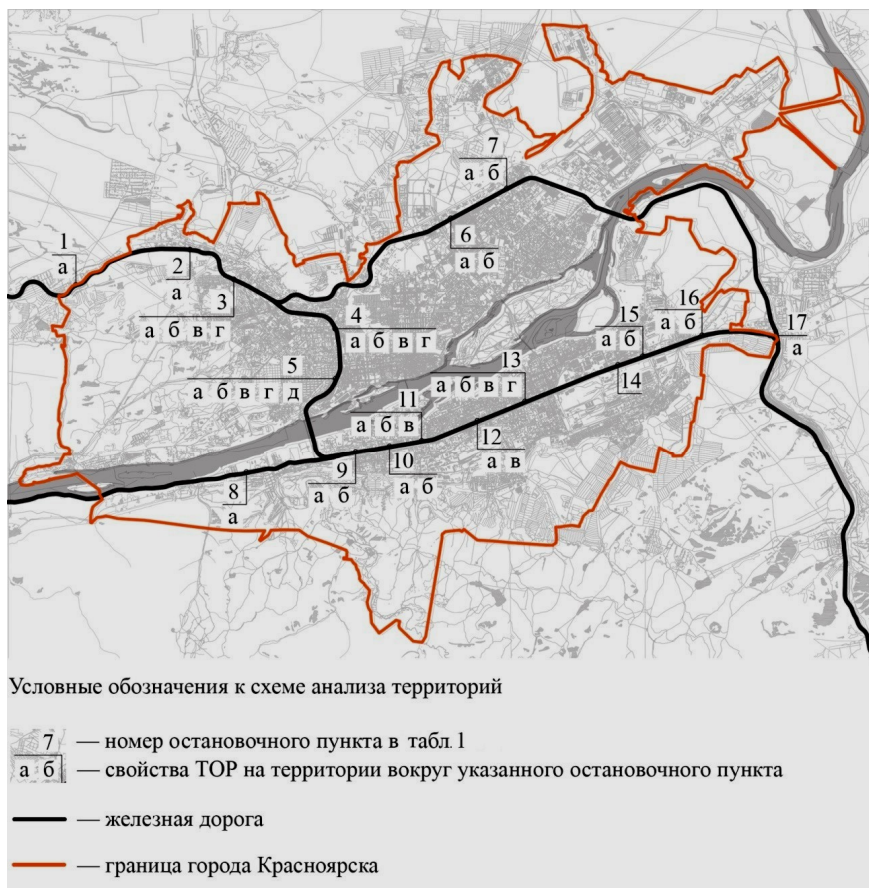 7
а б
6
а б
1
а
2
а
3
а б в г
4
а б в г
5
а б в г д
16
а б
15
а б
17
а
13
а б в г
14
11
а б в
12
а в
10
а б
9
а б
8
а
Условные обозначения к схеме анализа территорий
7 — номер остановочного пункта в табл. 1
а б — свойства ТОР на территории вокруг указанного остановочного пункта
— железная дорога
— граница города Красноярска